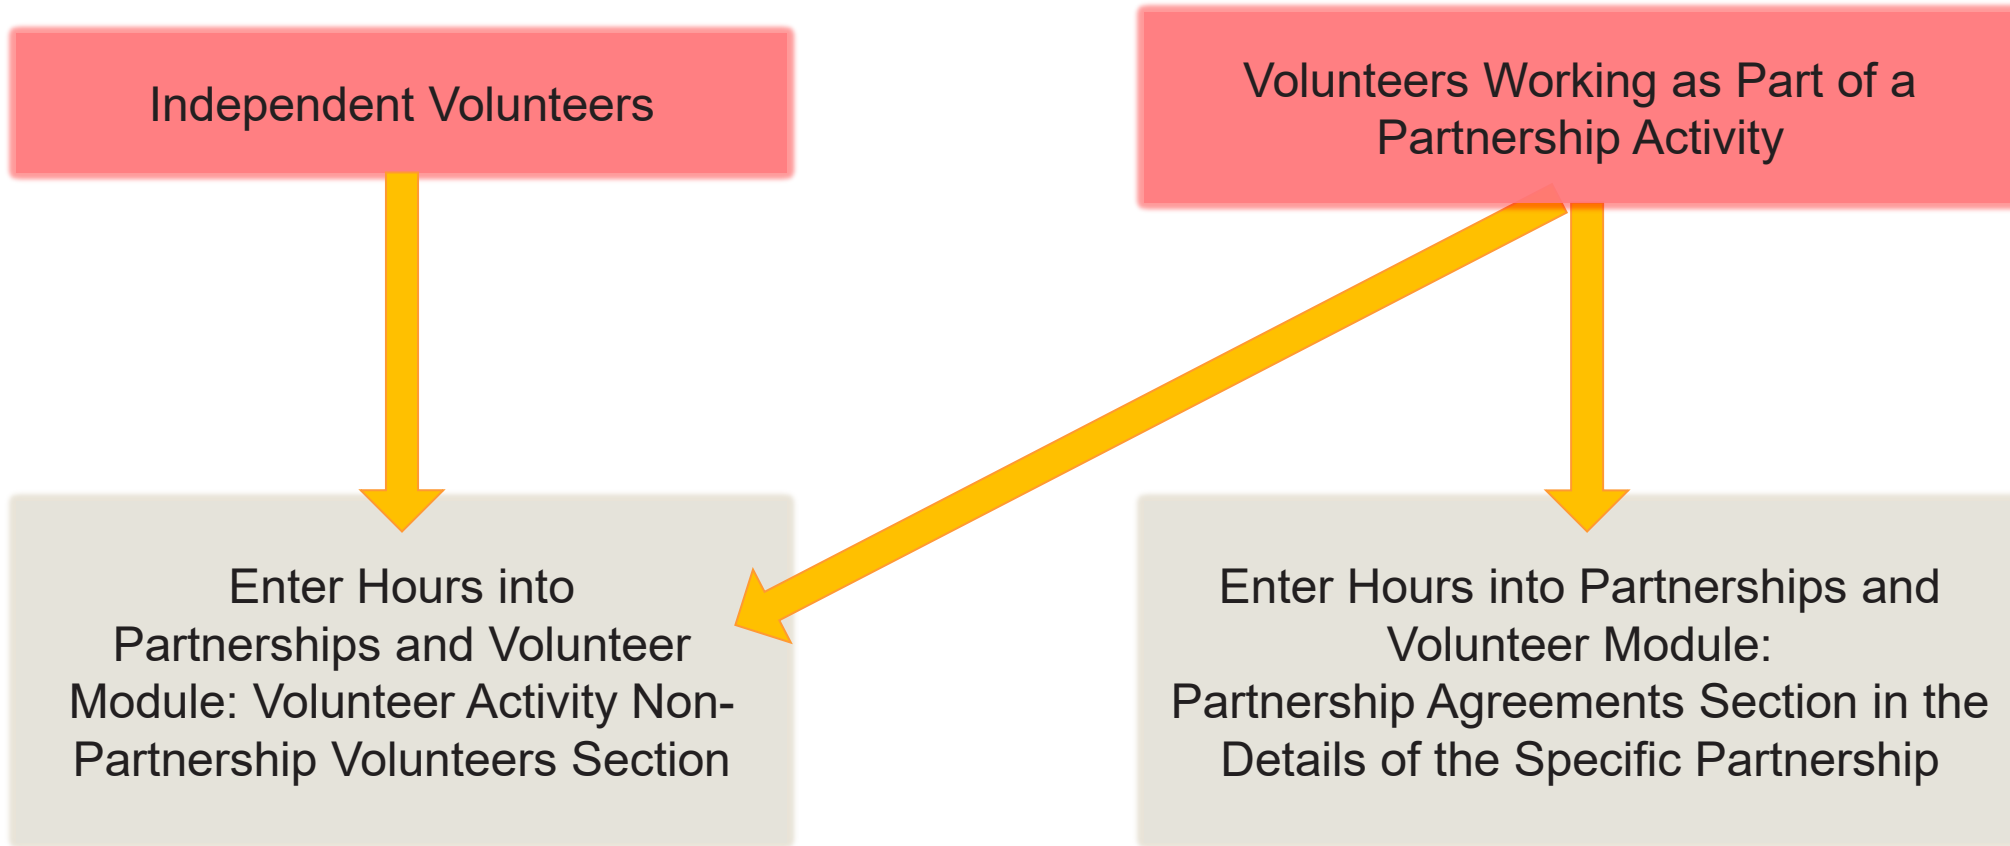 Independent Volunteers
Volunteers Working as Part of a
Partnership Activity
Enter Hours into
Partnerships and Volunteer
Module: Volunteer Activity Non-
Partnership Volunteers Section
Enter Hours into Partnerships and
Volunteer Module:
Partnership Agreements Section in the
Details of the Specific Partnership